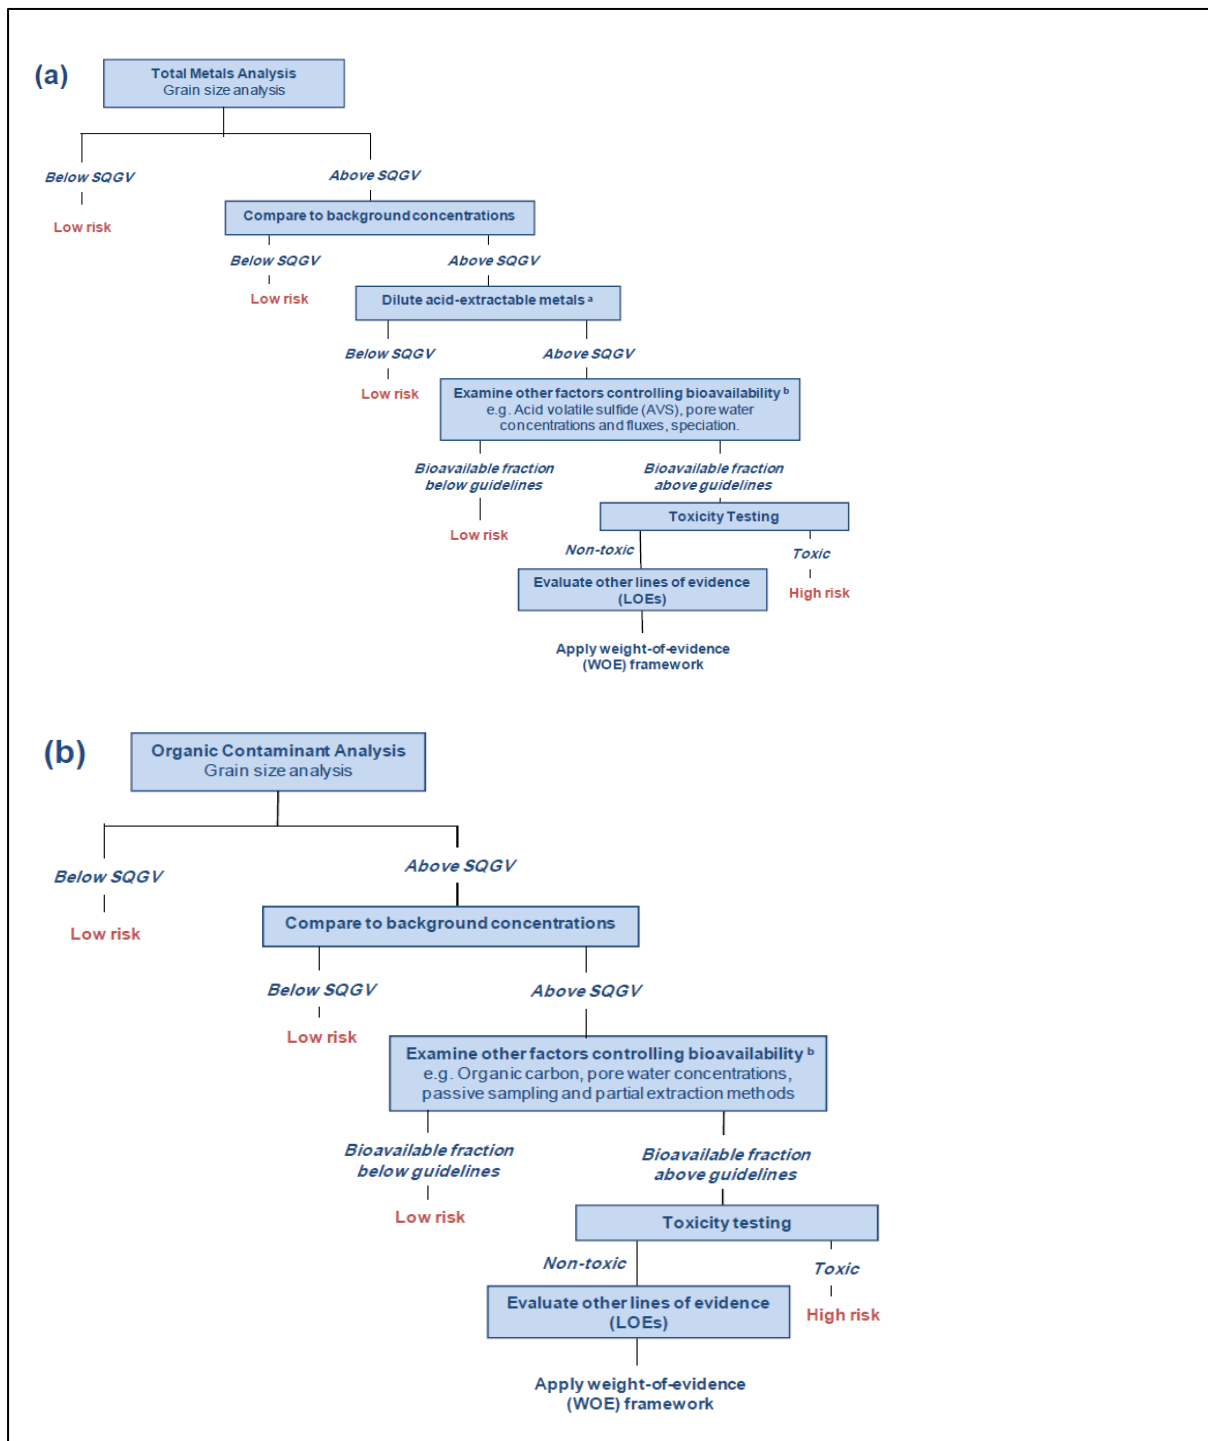 (a)
Total Metals Analysis
Grain size analysis
Below SQGV
Above SQGV
Low risk
Compare to background concentrations
Below SQGV
Above SQGV
Low risk
Dilute acid-extractable metals ᵃ
Below SQGV
Above SQGV
Low risk
Examine other factors controlling bioavailability ᵇ
e.g. Acid volatile sulfide (AVS), pore water
concentrations and fluxes, speciation.
Bioavailable fraction
below guidelines
Bioavailable fraction
above guidelines
Low risk
Toxicity Testing
Non-toxic
Toxic
Evaluate other lines of evidence
(LOEs)
High risk
Apply weight-of-evidence
(WOE) framework
(b)
Organic Contaminant Analysis
Grain size analysis
Below SQGV
Above SQGV
Low risk
Compare to background concentrations
Below SQGV
Above SQGV
Low risk
Examine other factors controlling bioavailability ᵇ
e.g. Organic carbon, pore water concentrations,
passive sampling and partial extraction methods
Bioavailable fraction
below guidelines
Bioavailable fraction
above guidelines
Low risk
Toxicity testing
Non-toxic
Toxic
Evaluate other lines of evidence
(LOEs)
High risk
Apply weight-of-evidence
(WOE) framework